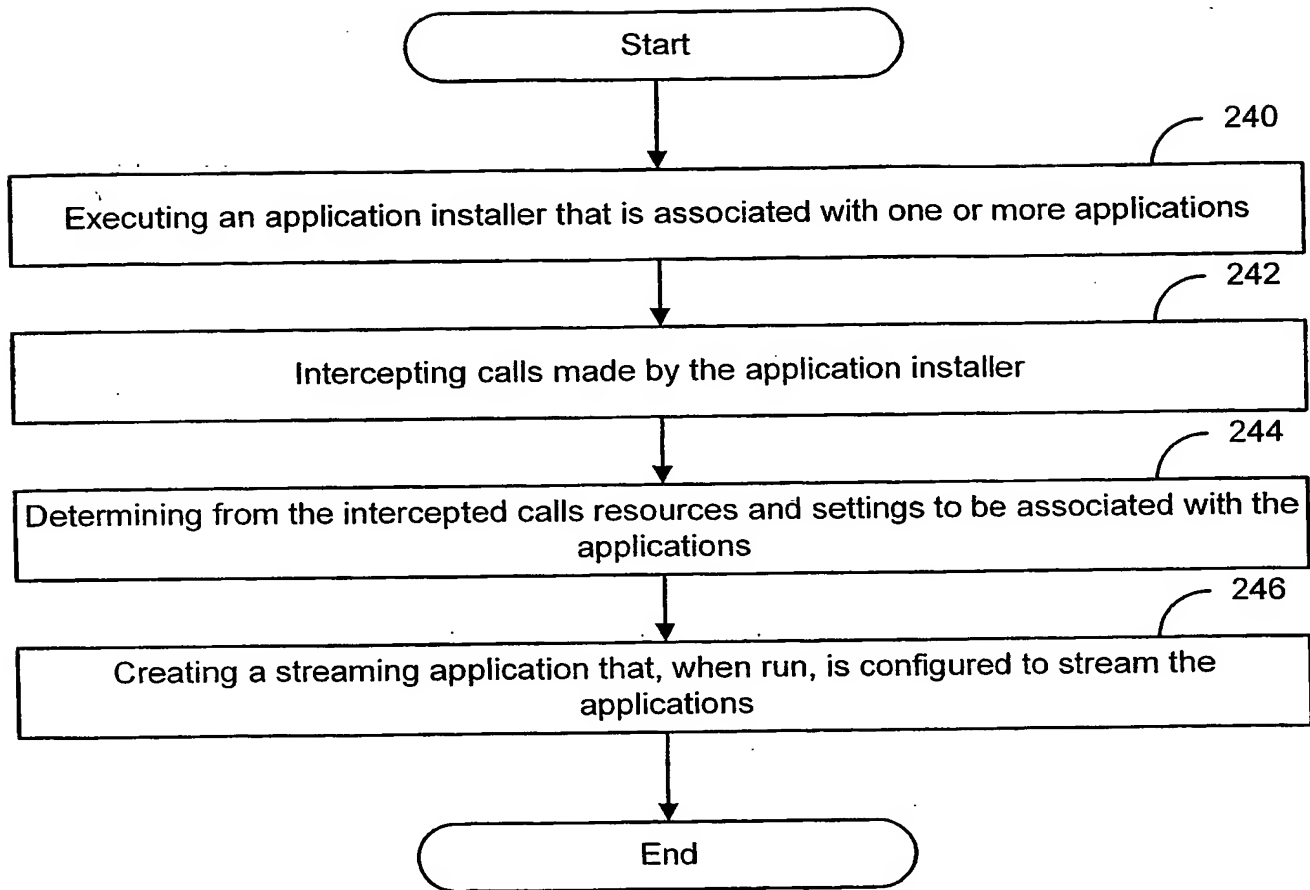 Start
240
Executing an application installer that is associated with one or more applications
242
Intercepting calls made by the application installer
244
Determining from the intercepted calls resources and settings to be associated with the
applications
246
Creating a streaming application that, when run, is configured to stream the
applications
End